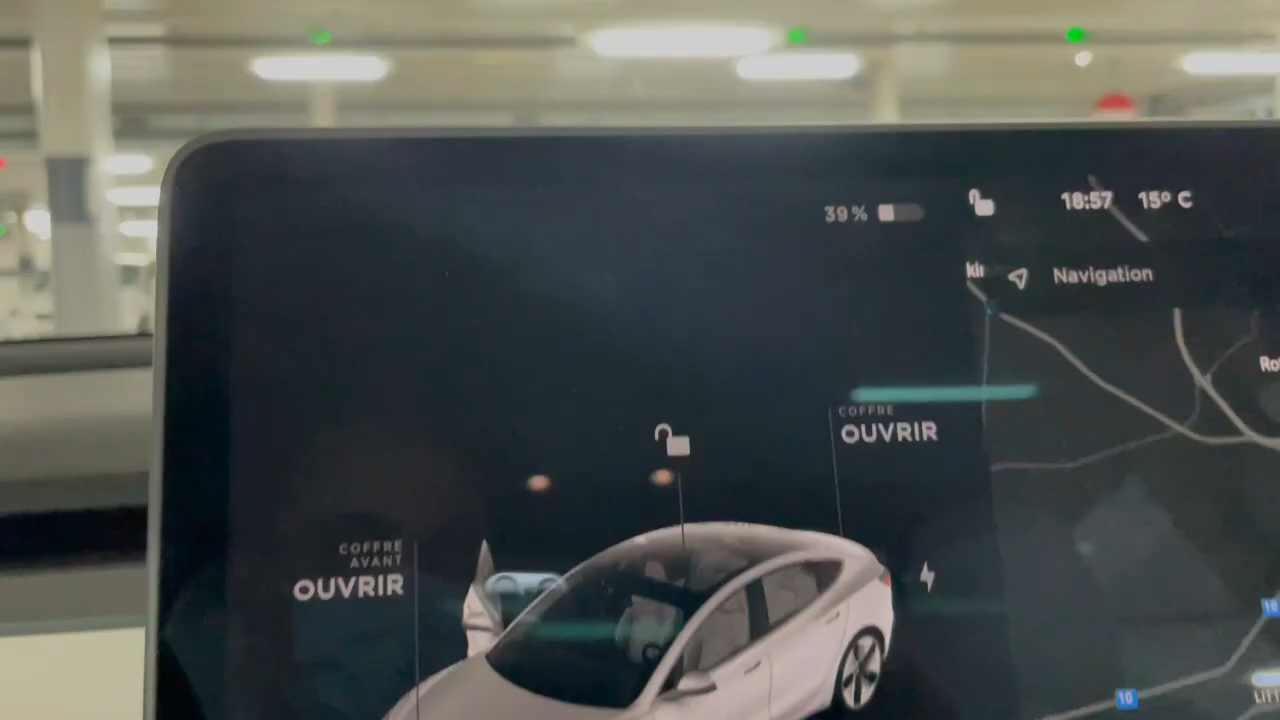 39 %
18:57 15° C
Navigation
COFFRE
OUVRIR
COFFRE
AVANT
OUVRIR
10